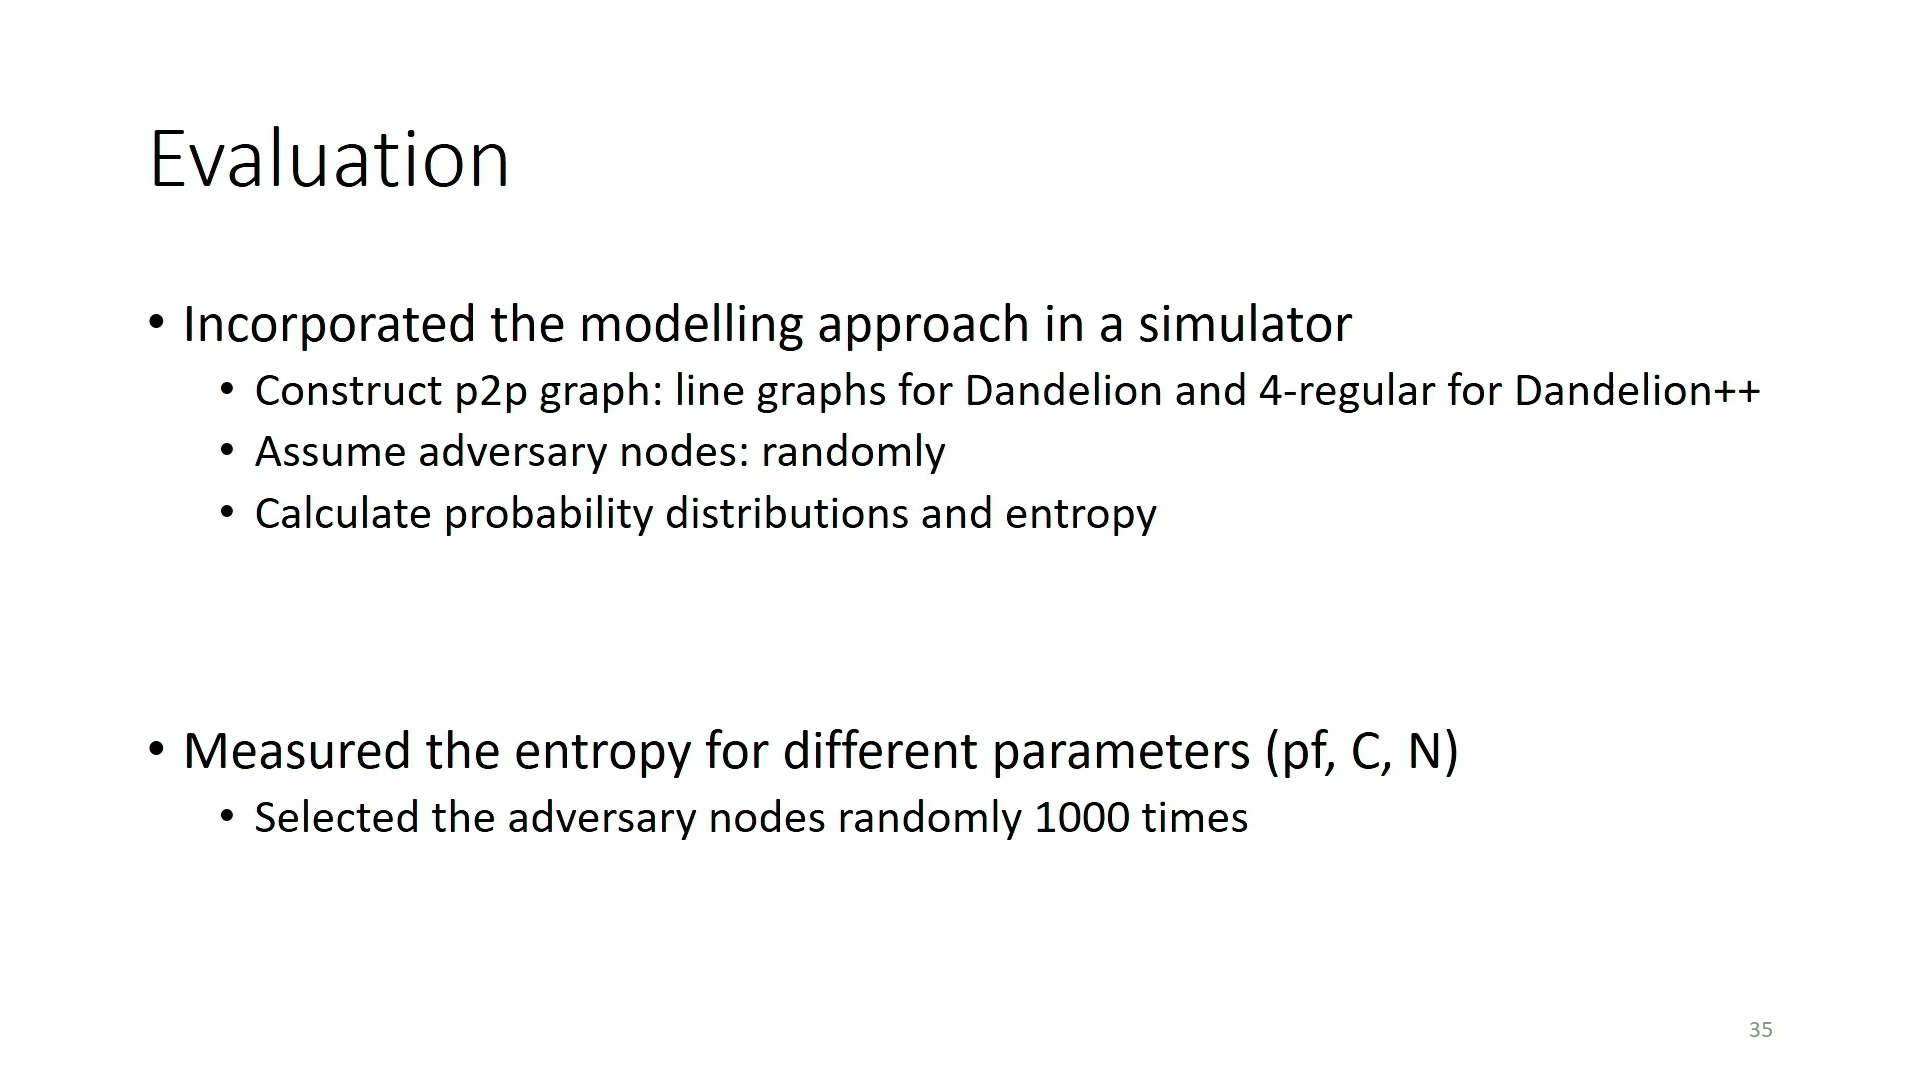 Evaluation
• Incorporated the modelling approach in a simulator
• Construct p2p graph: line graphs for Dandelion and 4-regular for Dandelion++
• Assume adversary nodes: randomly
• Calculate probability distributions and entropy
• Measured the entropy for different parameters (pf, C, N)
• Selected the adversary nodes randomly 1000 times
35